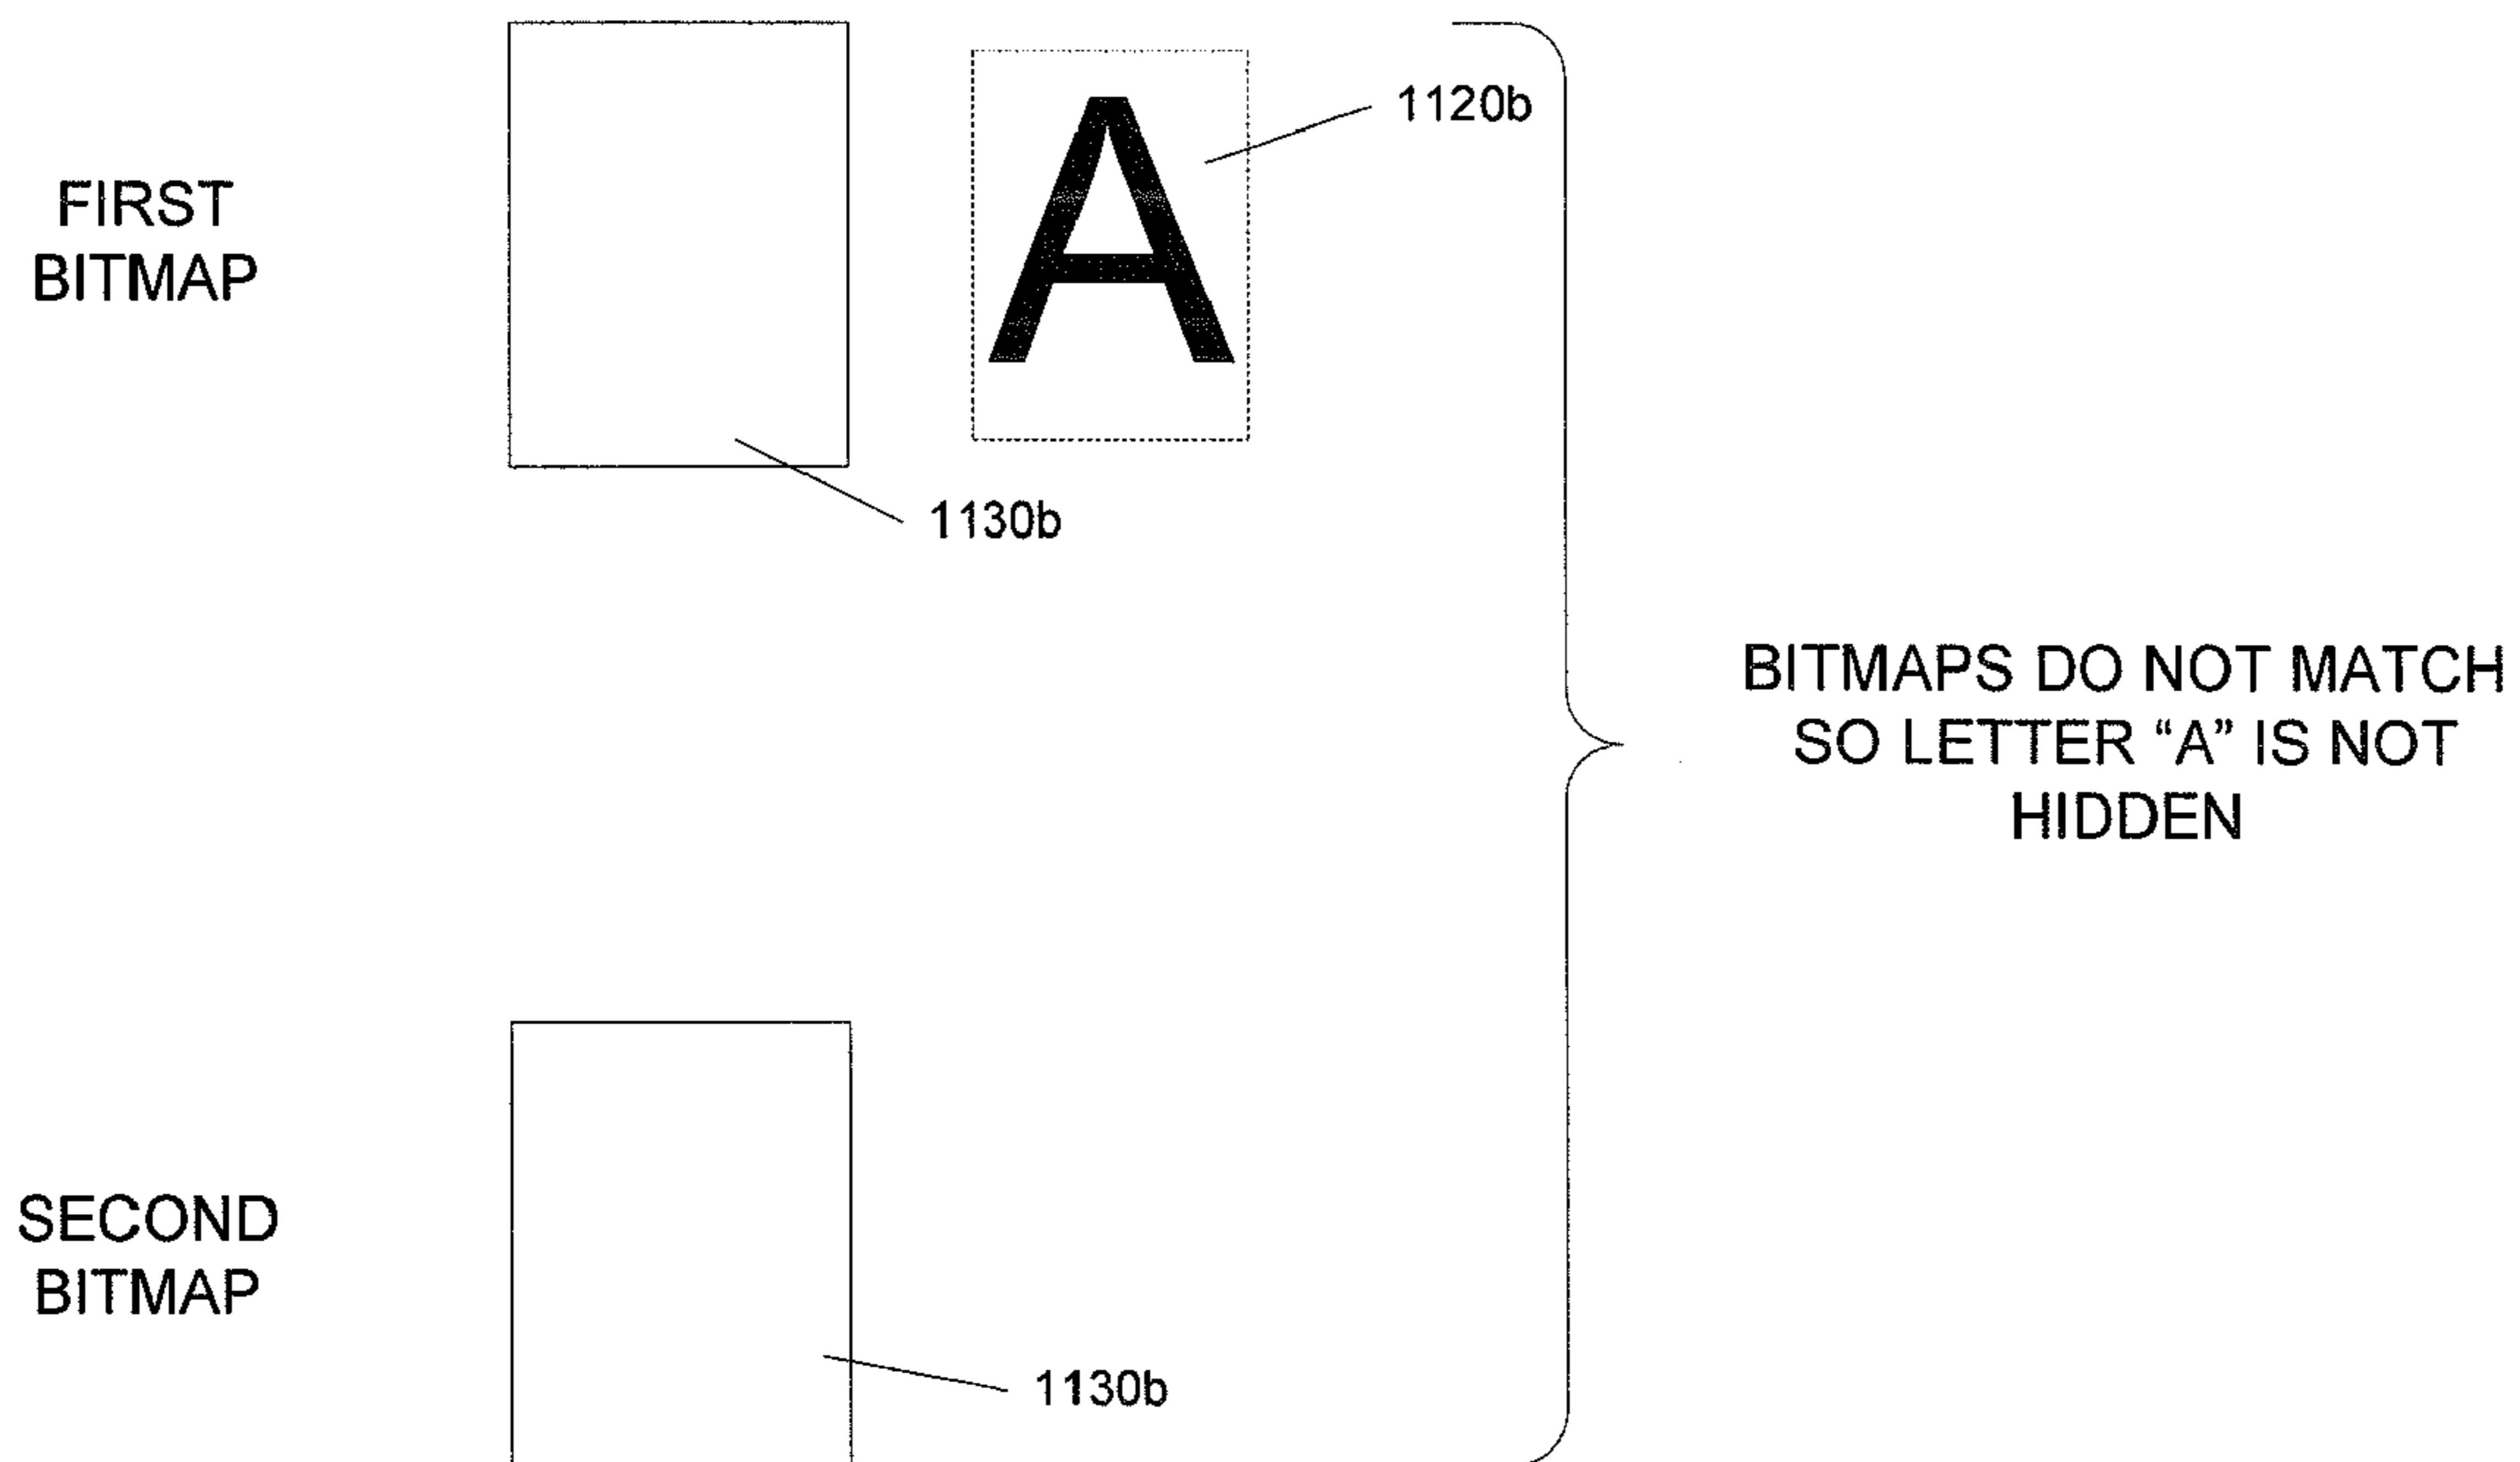 FIRST
BITMAP
A
1120b
1130b
BITMAPS DO NOT MATCH
SO LETTER “A” IS NOT
HIDDEN
SECOND
BITMAP
1130b